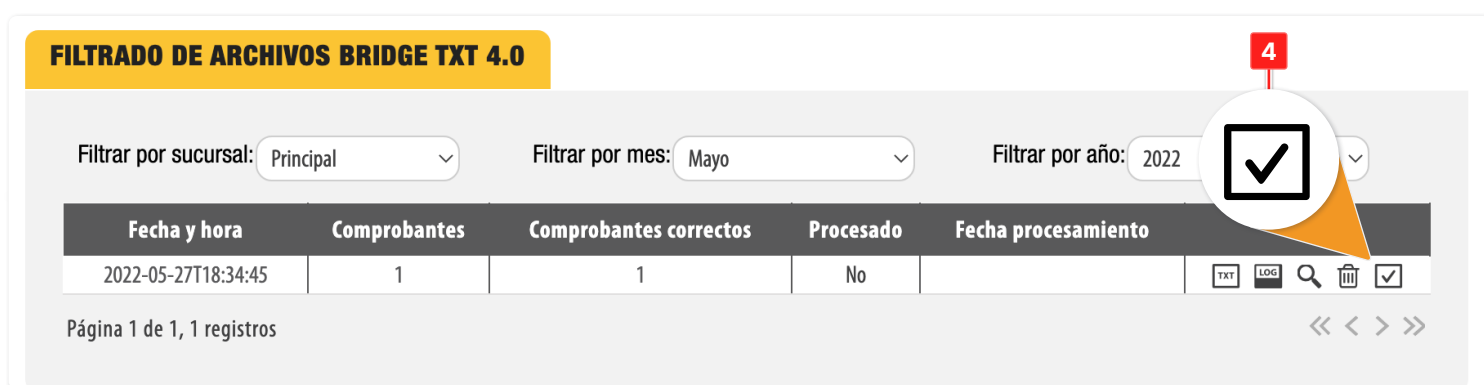 FILTRADO DE ARCHIVOS BRIDGE TXT 4.0
4
Filtrar por sucursal: Principal Filtrar por mes: Mayo Filtrar por año: 2022
Fecha y hora Comprobantes Comprobantes correctos Procesado Fecha procesamiento
2022-05-27T18:34:45 1 1 No TXT LOG
Página 1 de 1, 1 registros